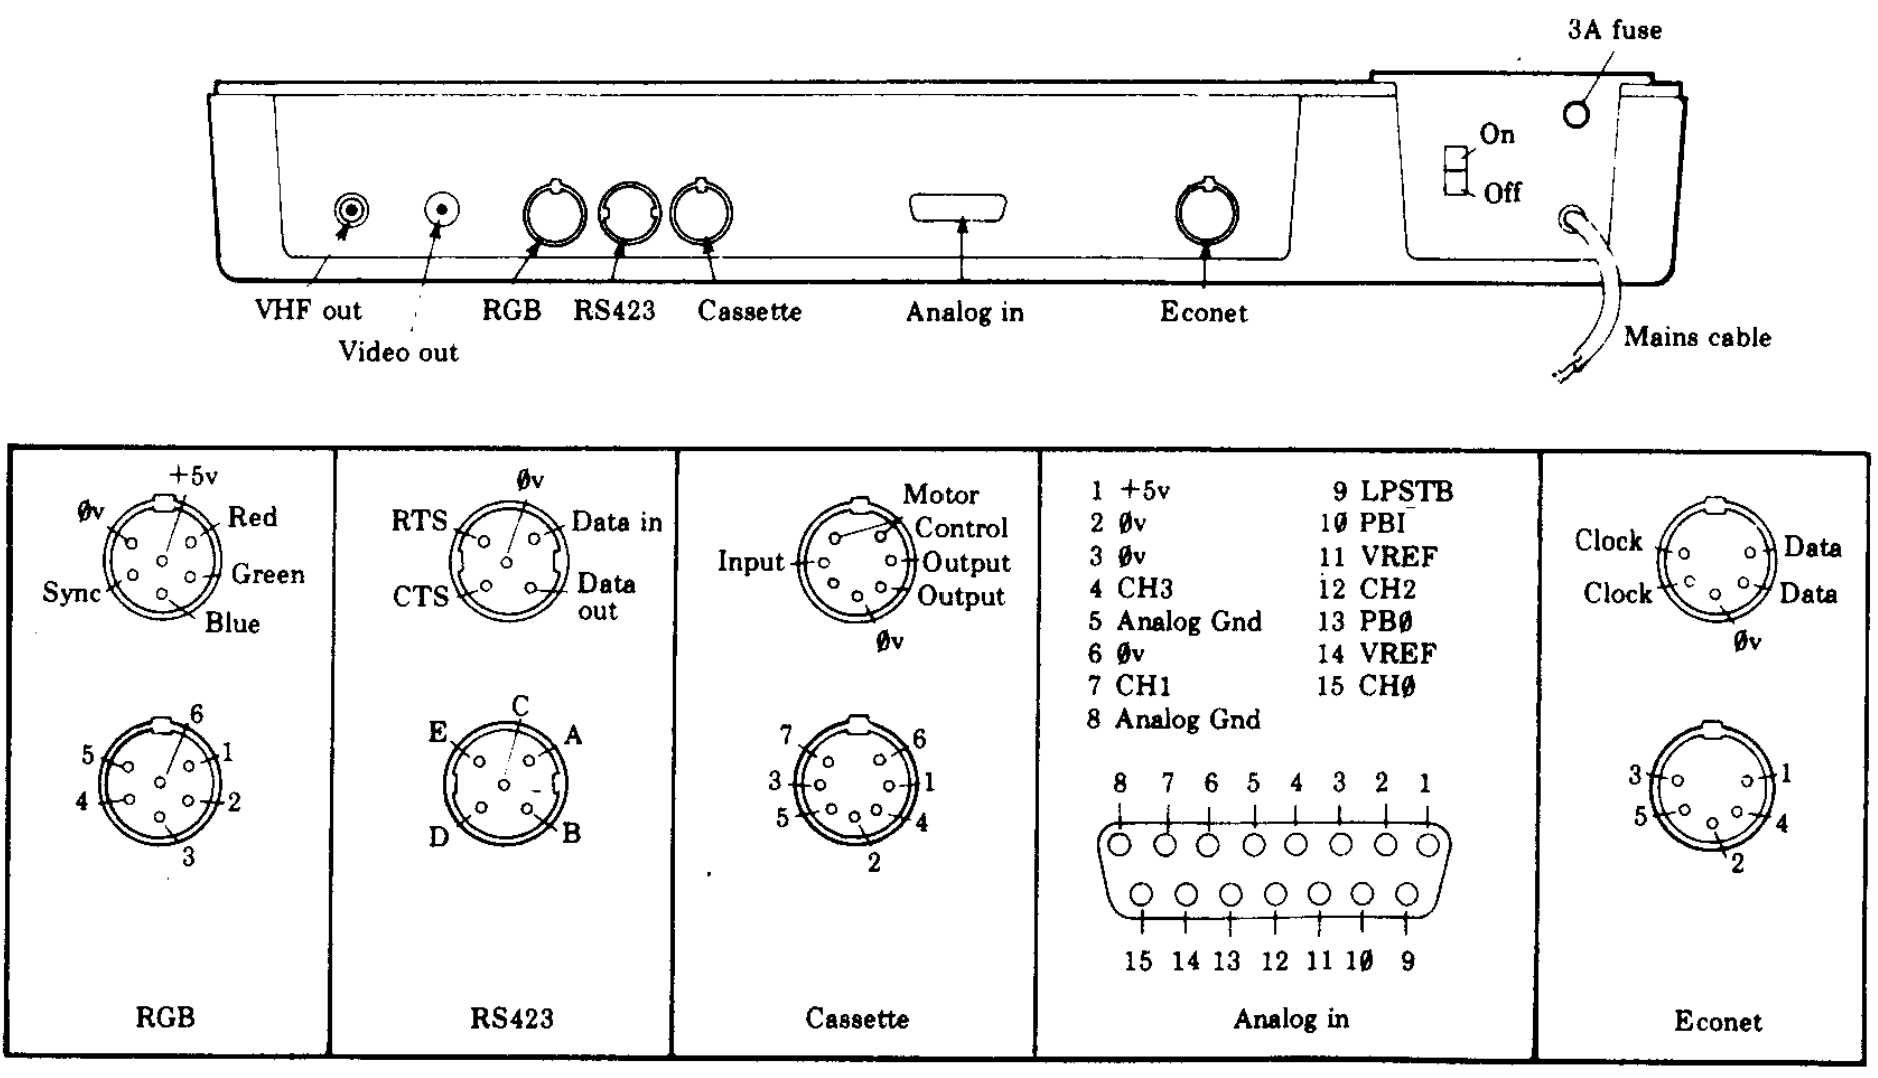 3A fuse
On
Off
VHF out
RGB
RS423
Cassette
Analog in
Econet
Mains cable
Video out
+5v
Øv
Red
Sync
Green
Blue
5
6
1
4
2
3
RGB
Øv
RTS
Data in
CTS
Data
out
C
E
A
D
B
RS423
Motor
Control
Input
Output
Output
Øv
7
6
3
1
5
4
2
Cassette
1 +5v
2 Øv
3 Øv
4 CH3
5 Analog Gnd
6 Øv
7 CH1
8 Analog Gnd
9 LPSTB
1Ø PBI
11 VREF
12 CH2
13 PBØ
14 VREF
15 CHØ
8 7 6 5 4 3 2 1
15 14 13 12 11 1Ø 9
Analog in
Clock
Data
Clock
Data
Øv
3
1
5
4
2
Econet